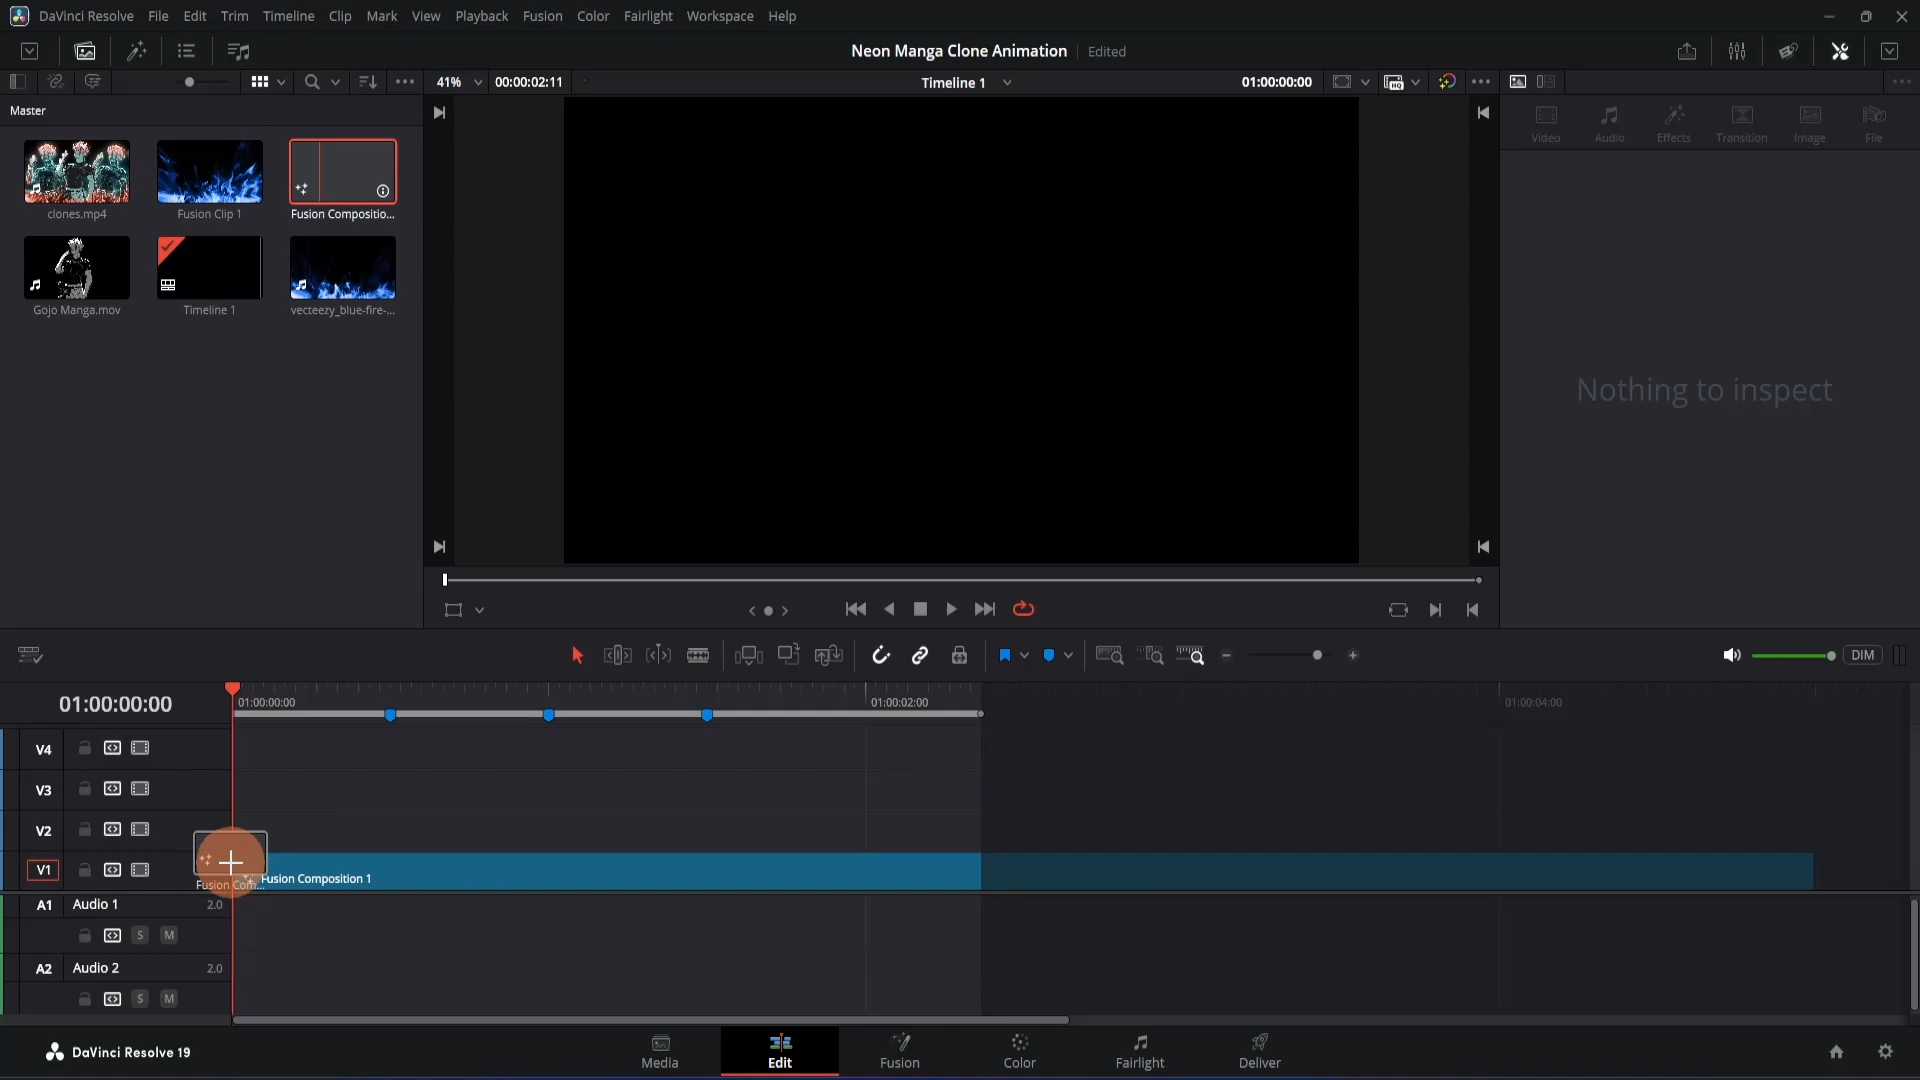 DaVinci Resolve File Edit Trim Timeline Clip Mark View Playback Fusion Color Fairlight Workspace Help
Neon Manga Clone Animation Edited
41% 00:00:02:11 Timeline 1 01:00:00:00
Master
Video Audio Effects Transition Image File
clones.mp4 Fusion Clip 1 Fusion Compositio...
Gojo Manga.mov Timeline 1 vecteezy_blue-fire-...
Nothing to inspect
DIM
01:00:00:00 01:00:00:00 01:00:02:00 01:00:04:00
V4
V3
V2
V1
Fusion Com... Fusion Composition 1
A1 Audio 1 2.0
S M
A2 Audio 2 2.0
S M
DaVinci Resolve 19 Media Edit Fusion Color Fairlight Deliver